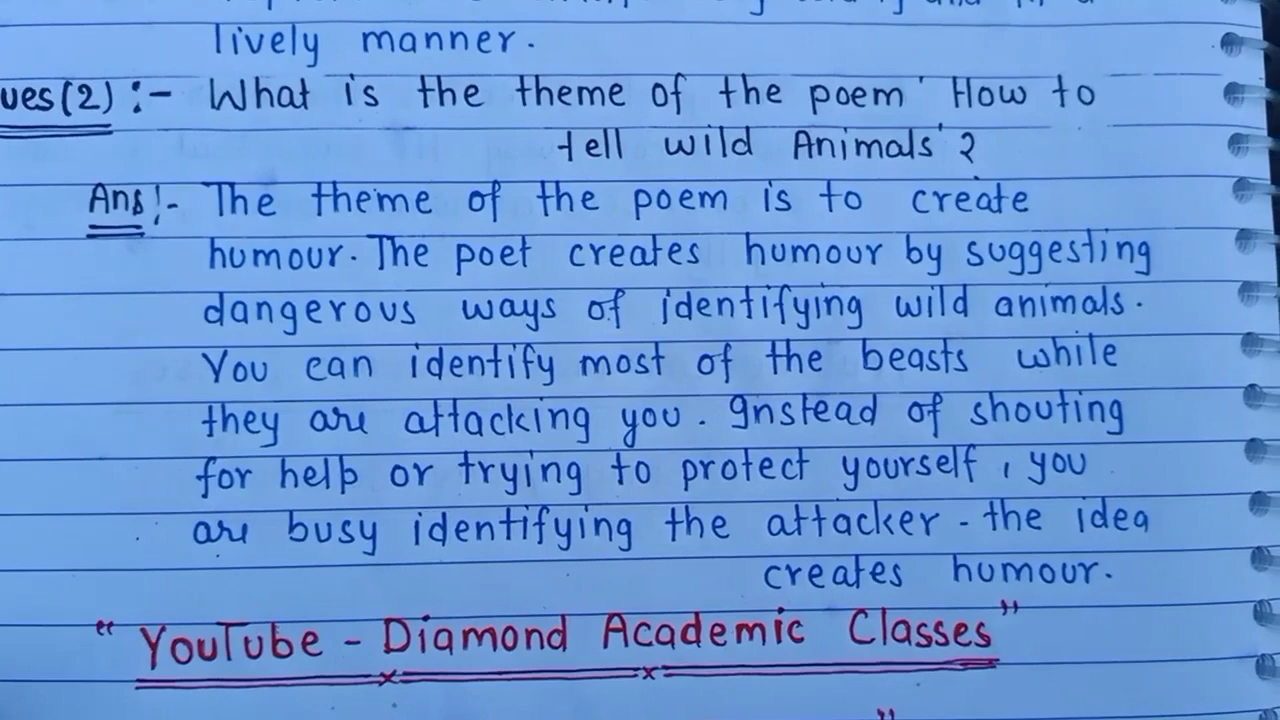 lively manner.
ues(2) :- What is the theme of the poem 'How to
tell wild Animals'?
Ans:- The theme of the poem is to create
humour. The poet creates humour by suggesting
dangerous ways of identifying wild animals.
You can identify most of the beasts while
they are attacking you. Instead of shouting
for help or trying to protect yourself, you
are busy identifying the attacker - the idea
creates humour.
"YouTube - Diamond Academic Classes"